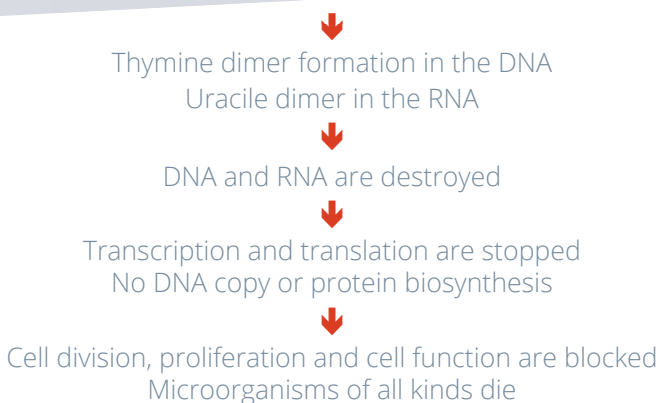 Thymine dimer formation in the DNA
Uracile dimer in the RNA
DNA and RNA are destroyed
Transcription and translation are stopped
No DNA copy or protein biosynthesis
Cell division, proliferation and cell function are blocked
Microorganisms of all kinds die